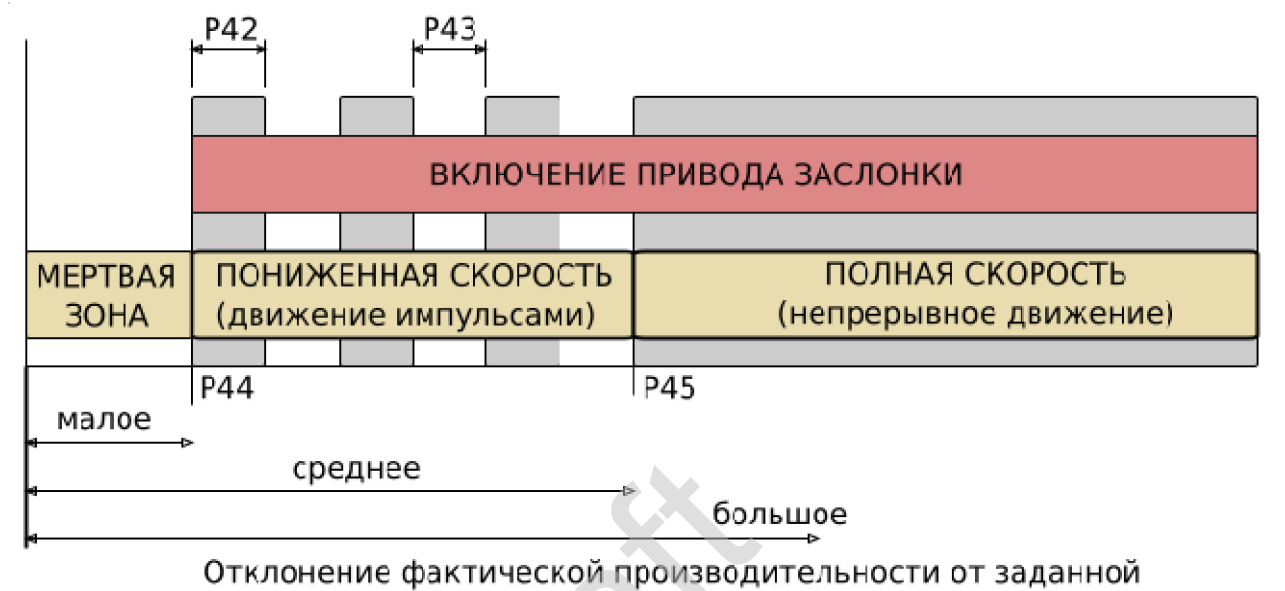 P42 P43
ВКЛЮЧЕНИЕ ПРИВОДА ЗАСЛОНКИ
МЕРТВАЯ
ЗОНА
ПОНИЖЕННАЯ СКОРОСТЬ
(движение импульсами)
ПОЛНАЯ СКОРОСТЬ
(непрерывное движение)
P44 P45
малое
среднее
большое
Отклонение фактической производительности от заданной